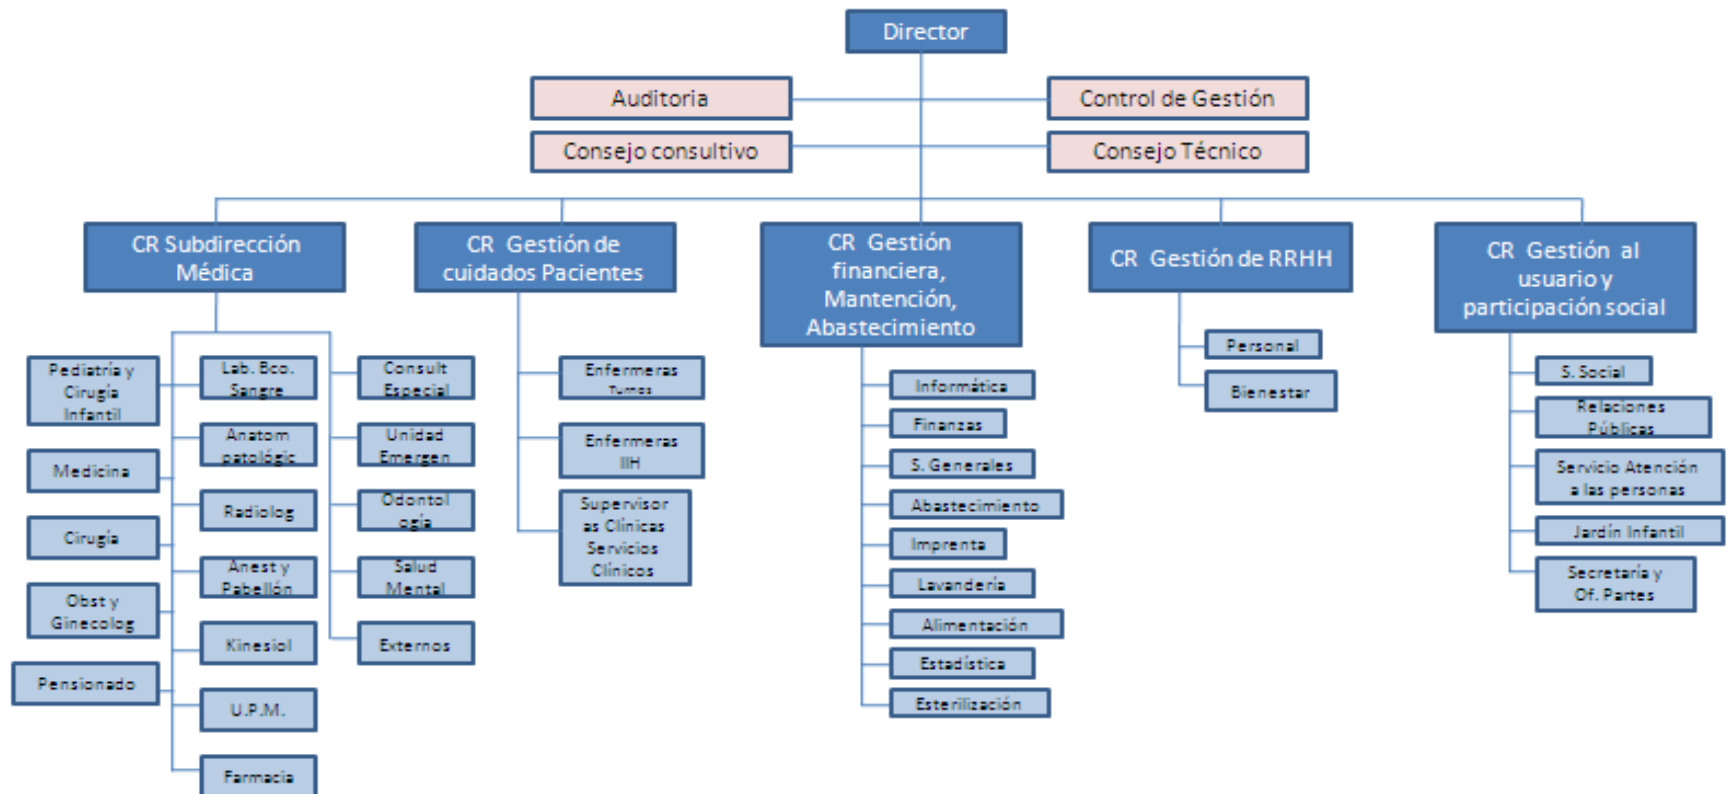 Director
Auditoria
Control de Gestión
Consejo consultivo
Consejo Técnico
CR Subdirección
Médica
CR Gestión de
cuidados Pacientes
CR Gestión
financiera,
Mantención,
Abastecimiento
CR Gestión de RRHH
CR Gestión al
usuario y
participación social
Pediatría y
Cirugía
Infantil
Medicina
Cirugía
Obst y
Ginecolog
Pensionado
Lab. Bco.
Sangre
Anatom
patológic
Radiolog
Anest y
Pabellón
Kinesiol
U.P.M.
Farmacia
Consult
Especial
Unidad
Emergen
Odontol
ogía
Salud
Mental
Externos
Enfermeras
Turnos
Enfermeras
IIH
Supervisor
as Clínicas
Servicios
Clínicos
Informática
Finanzas
S. Generales
Abastecimiento
Imprenta
Lavandería
Alimentación
Estadística
Esterilización
Personal
Bienestar
S. Social
Relaciones
Públicas
Servicio Atención
a las personas
Jardín Infantil
Secretaría y
Of. Partes